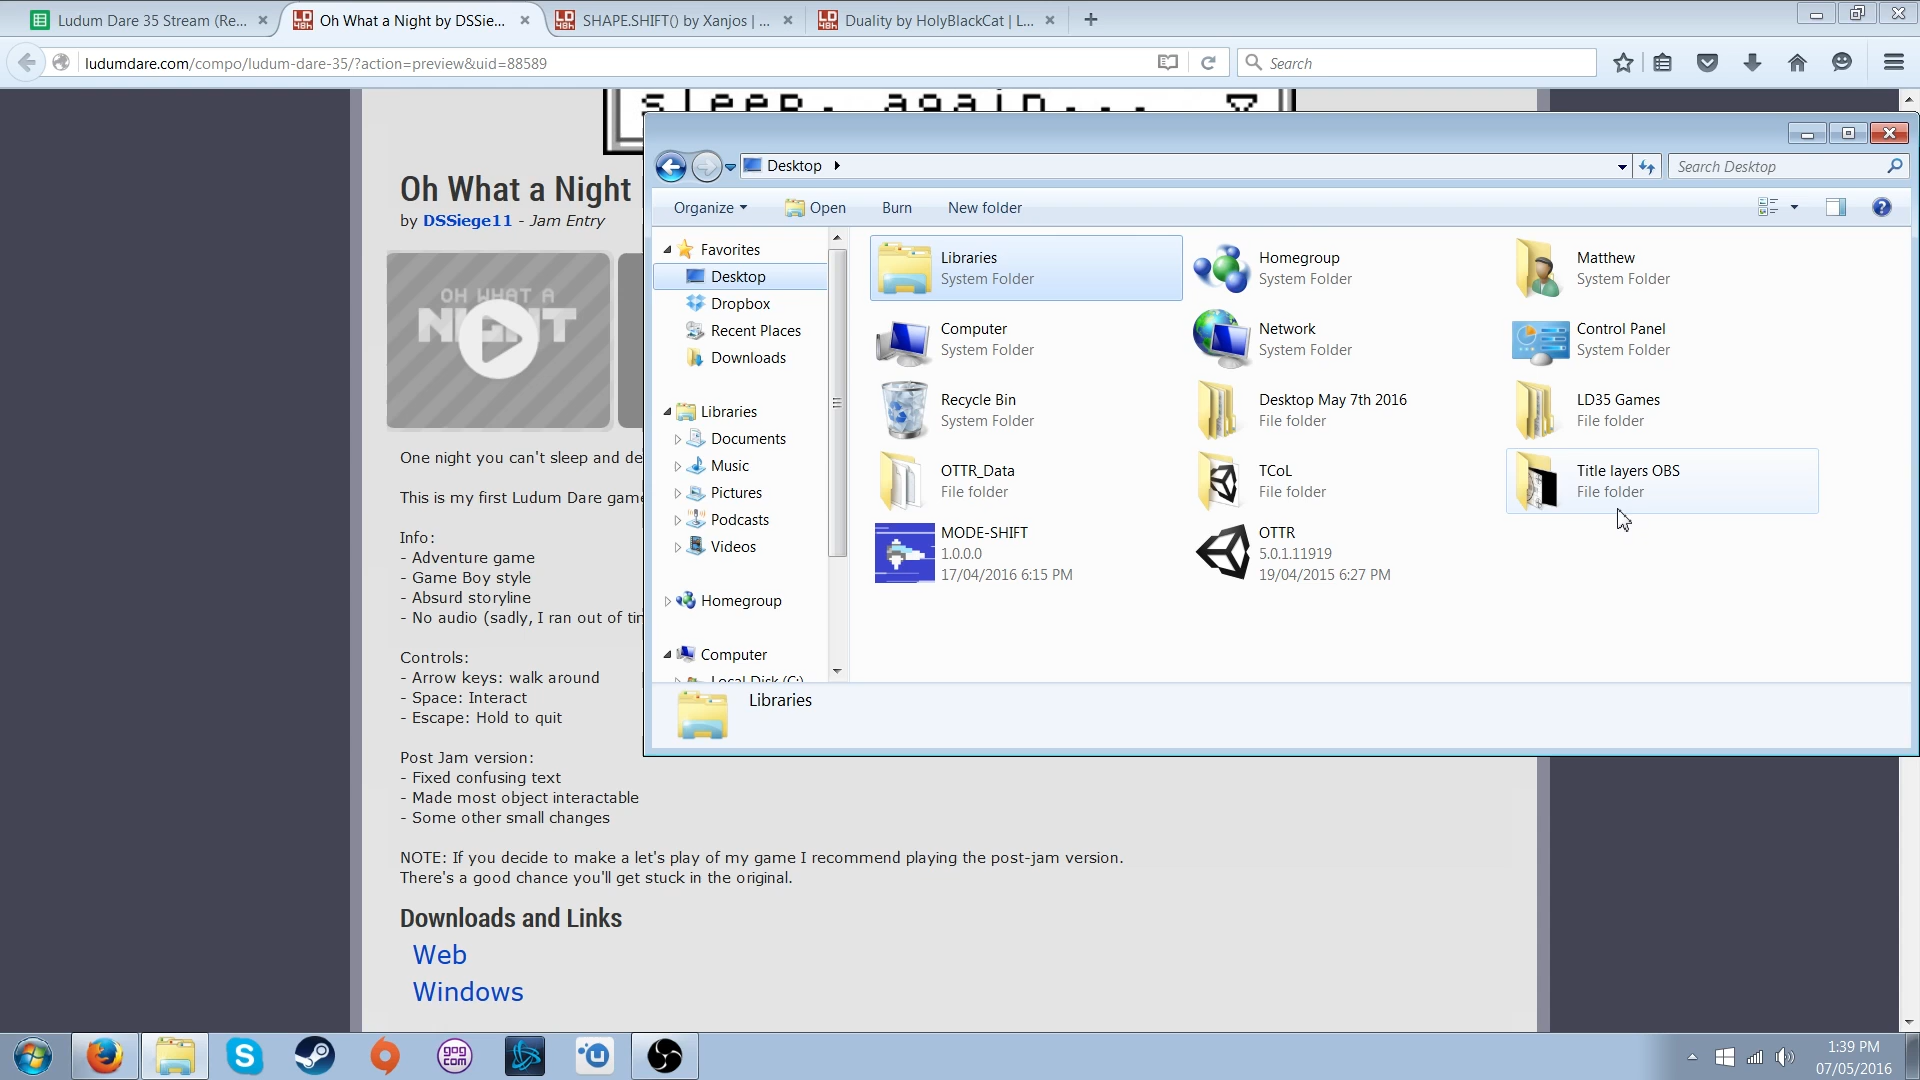 Ludum Dare 35 Stream (Re...
Oh What a Night by DSSie...
SHAPE.SHIFT() by Xanjos | ...
Duality by HolyBlackCat | L...
ludumdare.com/compo/ludum-dare-35/?action=preview&uid=88589
Search
sleep, again...
Oh What a Night
by DSSiege11 - Jam Entry
OH WHAT A
NIGHT
One night you can't sleep and de
This is my first Ludum Dare game
Info:
- Adventure game
- Game Boy style
- Absurd storyline
- No audio (sadly, I ran out of tim
Controls:
- Arrow keys: walk around
- Space: Interact
- Escape: Hold to quit
Post Jam version:
- Fixed confusing text
- Made most object interactable
- Some other small changes
NOTE: If you decide to make a let's play of my game I recommend playing the post-jam version.
There's a good chance you'll get stuck in the original.
Downloads and Links
Web
Windows
Desktop
Search Desktop
Organize
Open
Burn
New folder
Favorites
Desktop
Dropbox
Recent Places
Downloads
Libraries
Documents
Music
Pictures
Podcasts
Videos
Homegroup
Computer
Local Disk (C:)
Libraries
System Folder
Homegroup
System Folder
Matthew
System Folder
Computer
System Folder
Network
System Folder
Control Panel
System Folder
Recycle Bin
System Folder
Desktop May 7th 2016
File folder
LD35 Games
File folder
OTTR_Data
File folder
TCoL
File folder
Title layers OBS
File folder
MODE-SHIFT
1.0.0.0
17/04/2016 6:15 PM
OTTR
5.0.1.11919
19/04/2015 6:27 PM
Libraries
gog
com
1:39 PM
07/05/2016